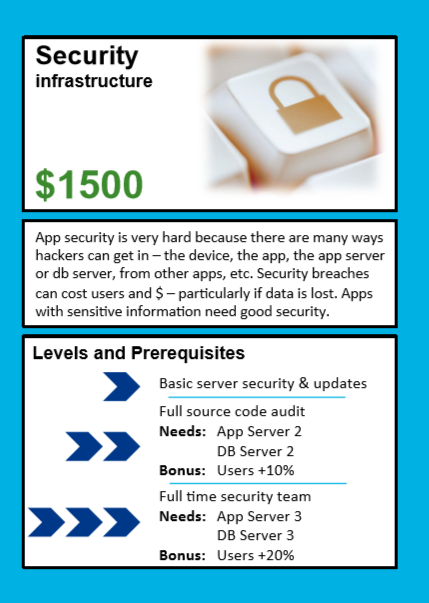 Security
infrastructure
$1500
App security is very hard because there are many ways
hackers can get in – the device, the app, the app server
or db server, from other apps, etc. Security breaches
can cost users and $ – particularly if data is lost. Apps
with sensitive information need good security.
Levels and Prerequisites
Basic server security & updates
Full source code audit
Needs: App Server 2
DB Server 2
Bonus: Users +10%
Full time security team
Needs: App Server 3
DB Server 3
Bonus: Users +20%